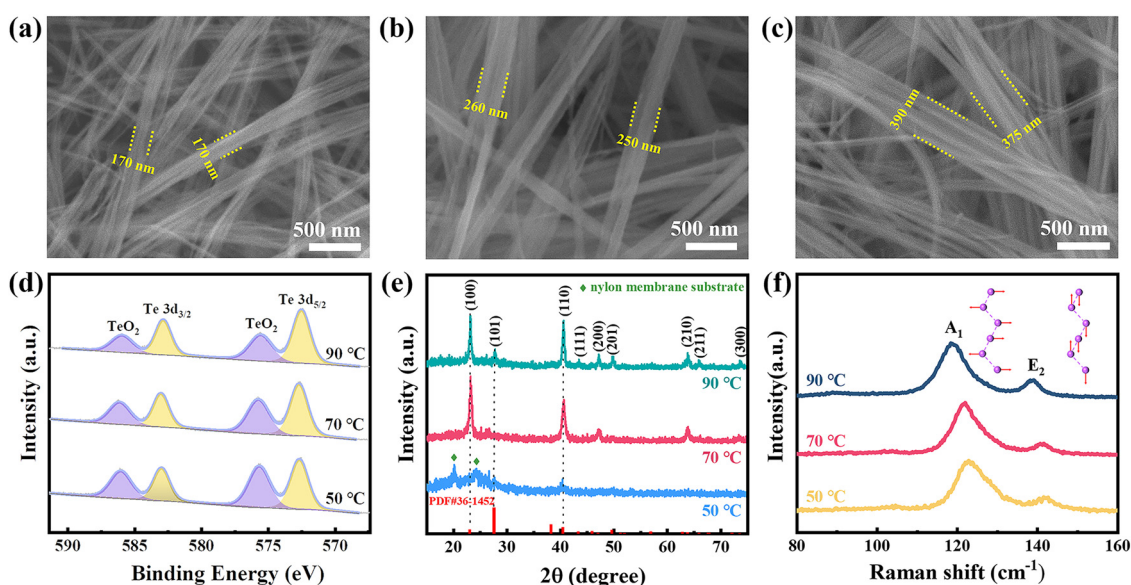 (a)
170 nm
170 nm
500 nm
(b)
260 nm
250 nm
500 nm
(c)
390 nm
375 nm
500 nm
(d)
Te 3d5/2
Te 3d3/2
TeO2
TeO2
90 °C
70 °C
50 °C
Intensity (a.u.)
590 585 580 575 570
Binding Energy (eV)
(e)
♦ nylon membrane substrate
(100)
(101)
(110)
(111)
(200)
(201)
(210)
(211)
(300)
90 °C
70 °C
PDF#36-1452
50 °C
Intensity (a.u.)
20 30 40 50 60 70
2θ (degree)
(f)
A1
E2
90 °C
70 °C
50 °C
Intensity(a.u.)
80 100 120 140 160
Raman shift (cm-1)